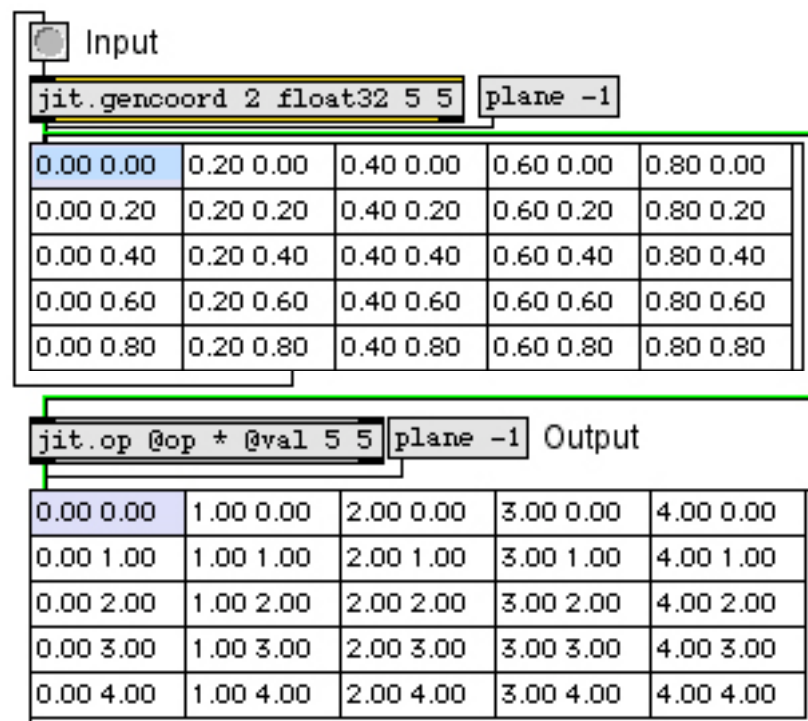 Input
jit.gencoord 2 float32 5 5 plane -1
0.00 0.00 0.20 0.00 0.40 0.00 0.60 0.00 0.80 0.00
0.00 0.20 0.20 0.20 0.40 0.20 0.60 0.20 0.80 0.20
0.00 0.40 0.20 0.40 0.40 0.40 0.60 0.40 0.80 0.40
0.00 0.60 0.20 0.60 0.40 0.60 0.60 0.60 0.80 0.60
0.00 0.80 0.20 0.80 0.40 0.80 0.60 0.80 0.80 0.80
jit.op @op * @val 5 5 plane -1 Output
0.00 0.00 1.00 0.00 2.00 0.00 3.00 0.00 4.00 0.00
0.00 1.00 1.00 1.00 2.00 1.00 3.00 1.00 4.00 1.00
0.00 2.00 1.00 2.00 2.00 2.00 3.00 2.00 4.00 2.00
0.00 3.00 1.00 3.00 2.00 3.00 3.00 3.00 4.00 3.00
0.00 4.00 1.00 4.00 2.00 4.00 3.00 4.00 4.00 4.00